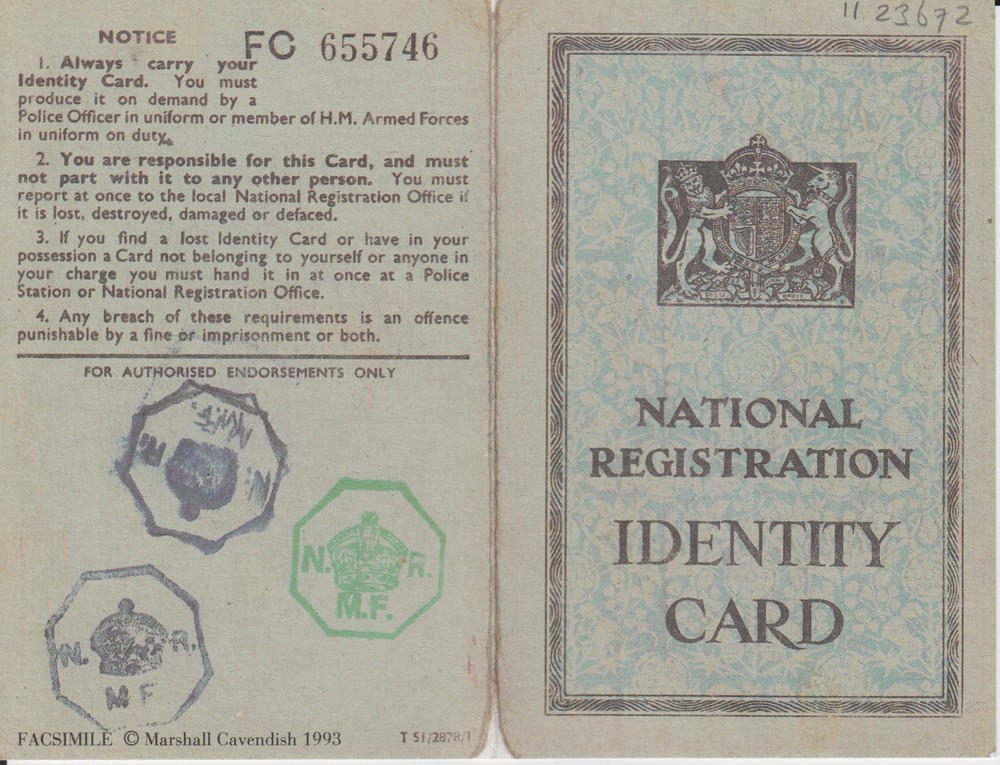 NOTICE
FC 655746
1. Always carry your
Identity Card. You must
produce it on demand by a
Police Officer in uniform or member of H.M. Armed Forces
in uniform on duty.
2. You are responsible for this Card, and must
not part with it to any other person. You must
report at once to the local National Registration Office if
it is lost, destroyed, damaged or defaced.
3. If you find a lost Identity Card or have in your
possession a Card not belonging to yourself or anyone in
your charge you must hand it in at once at a Police
Station or National Registration Office.
4. Any breach of these requirements is an offence
punishable by a fine or imprisonment or both.
FOR AUTHORISED ENDORSEMENTS ONLY
N. R.
M.F.
N. R.
M.F.
N. R.
M F
FACSIMILE © Marshall Cavendish 1993
T 51/2878/1
11 23672
DIEU ET MON DROIT
NATIONAL
REGISTRATION
IDENTITY
CARD